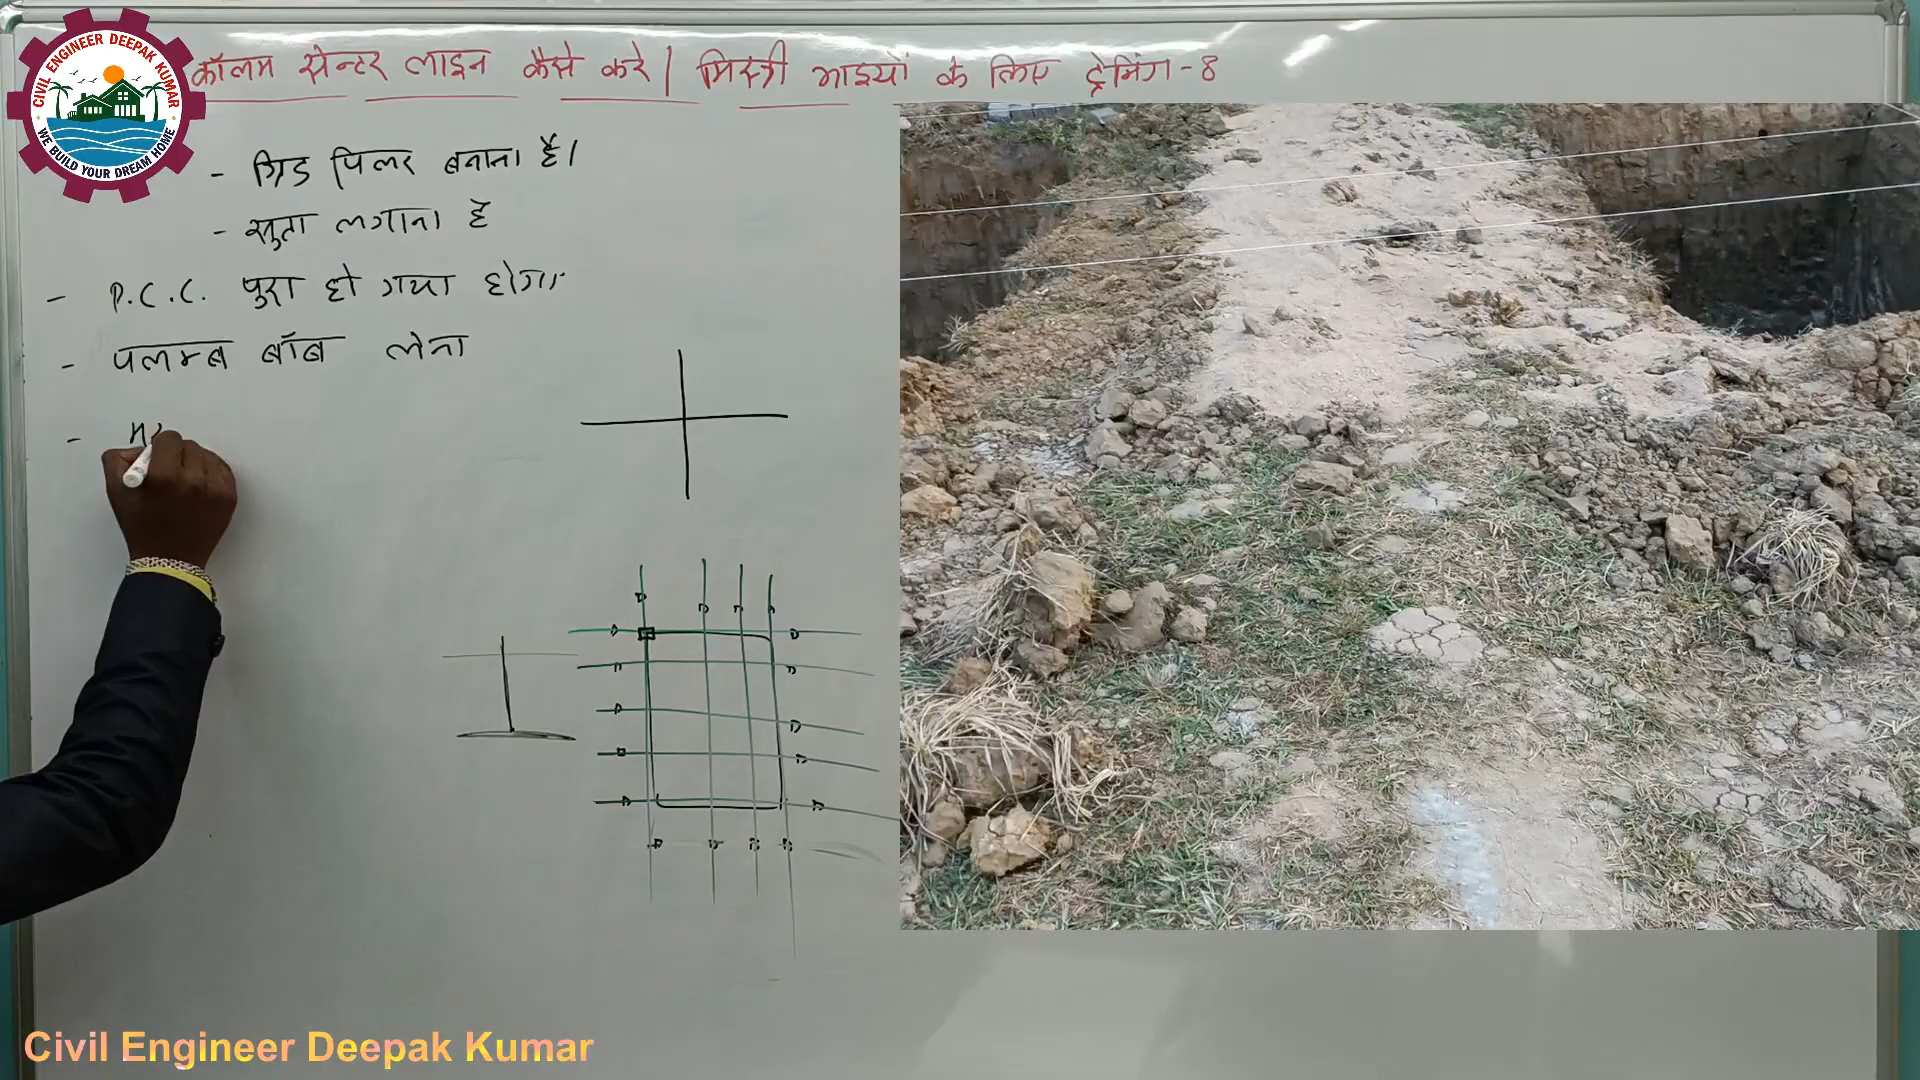 CIVIL ENGINEER DEEPAK KUMAR
WE BUILD YOUR DREAM HOME
कॉलम सेन्टर लाइन कैसे करे | मिस्त्री भाइयों के लिए ट्रेनिंग - 8
- ग्रिड पिलर बनाना है।
- सुता लगाना है
- P.C.C. पुरा हो गया होगा
- पलम्ब बॉब लेना
-
Civil Engineer Deepak Kumar